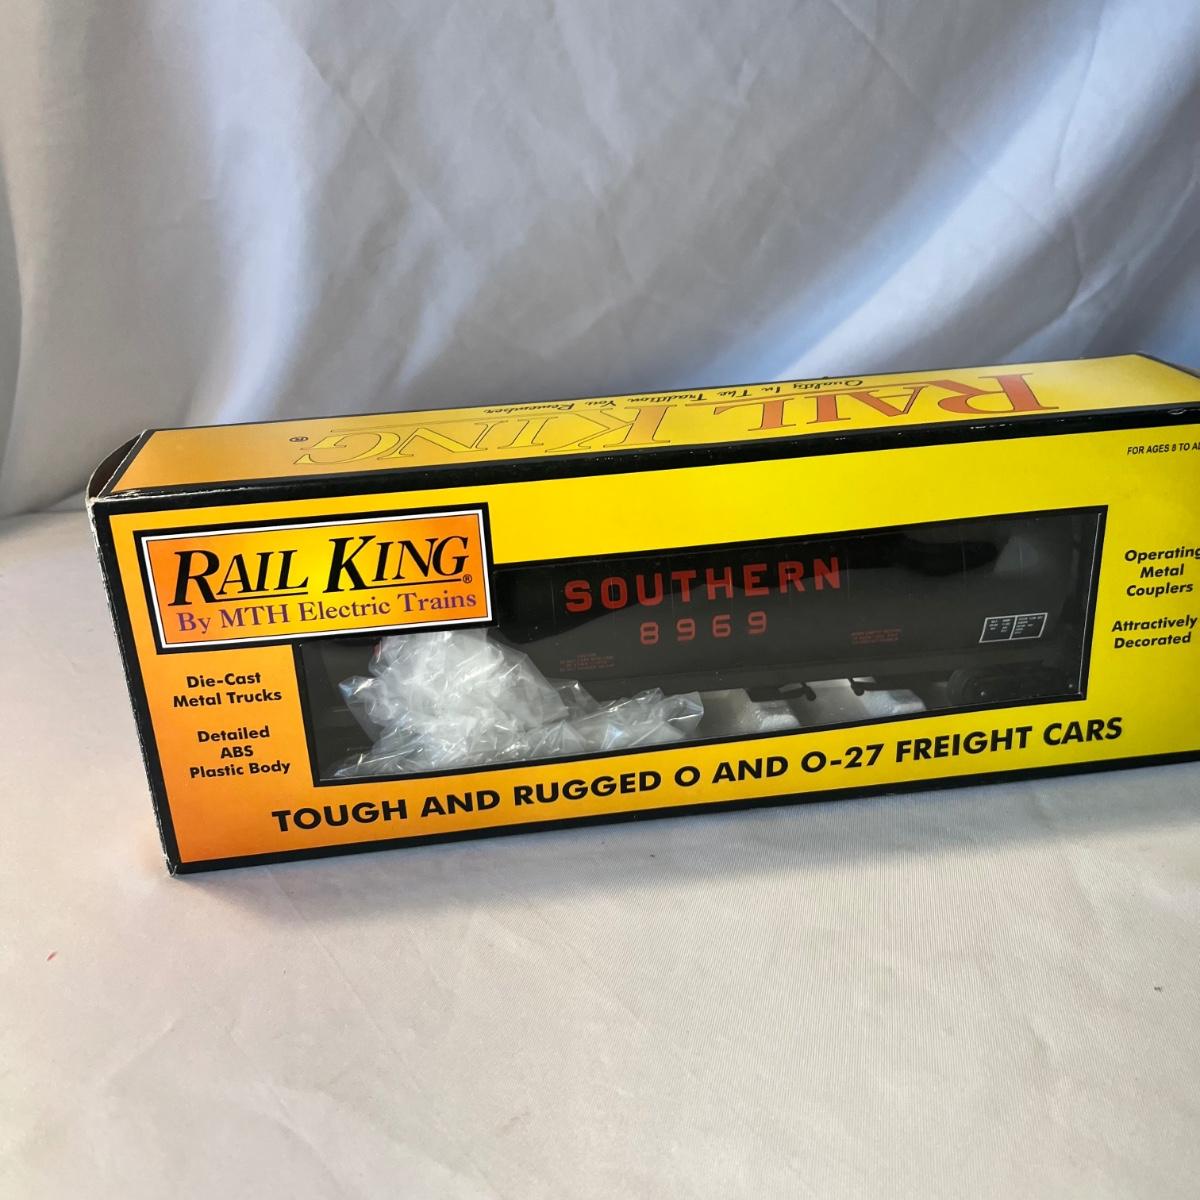 RAIL KING®
Quality In The Tradition You Remember
FOR AGES 8 TO
RAIL KING®
By MTH Electric Trains
Die-Cast
Metal Trucks
Detailed
ABS
Plastic Body
SOUTHERN
8969
Operating
Metal
Couplers
Attractively
Decorated
TOUGH AND RUGGED O AND O-27 FREIGHT CARS